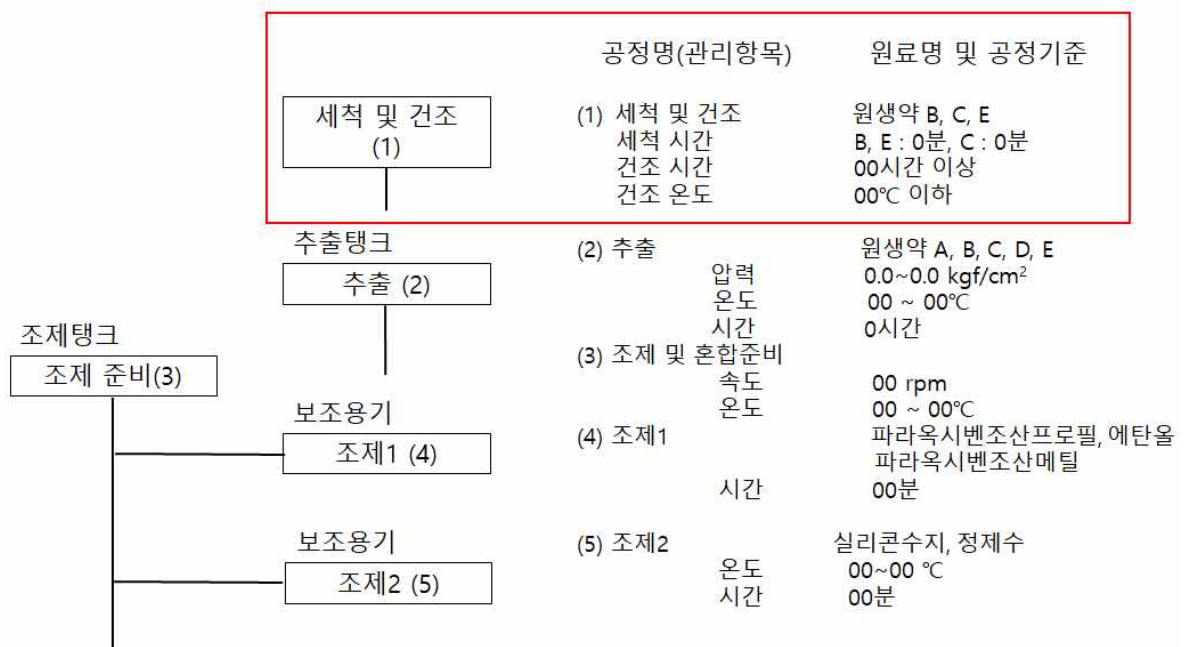 공정명(관리항목) 원료명 및 공정기준
세척 및 건조 (1) 세척 및 건조 원생약 B, C, E
(1) 세척 시간 B, E : 0분, C : 0분
건조 시간 00시간 이상
건조 온도 00℃ 이하
추출탱크 (2) 추출 원생약 A, B, C, D, E
추출 (2) 압력 0.0~0.0 kgf/cm²
온도 00 ~ 00℃
시간 0시간
조제탱크
(3) 조제 및 혼합준비
조제 준비(3) 속도 00 rpm
온도 00 ~ 00℃
보조용기
(4) 조제1 파라옥시벤조산프로필, 에탄올
조제1 (4) 파라옥시벤조산메틸
시간 00분
보조용기 (5) 조제2 실리콘수지, 정제수
조제2 (5) 온도 00~00 ℃
시간 00분